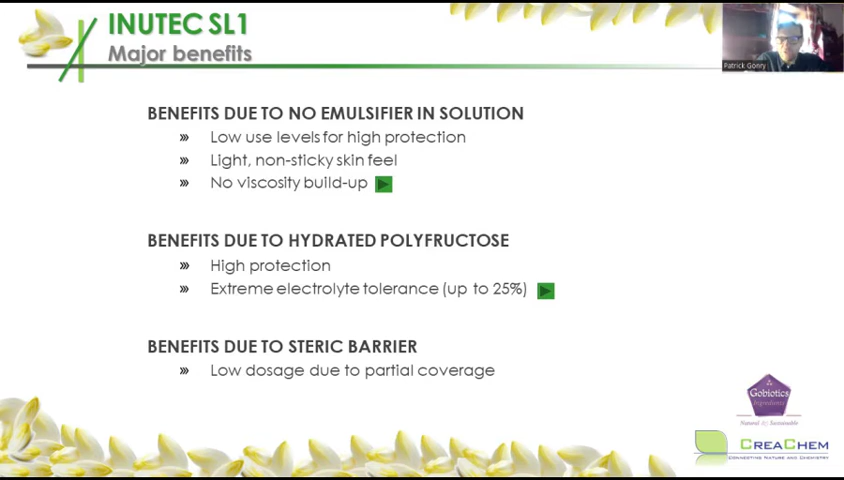 INUTEC SL1
Major benefits
Patrick Gonry
BENEFITS DUE TO NO EMULSIFIER IN SOLUTION
Low use levels for high protection
Light, non-sticky skin feel
No viscosity build-up
BENEFITS DUE TO HYDRATED POLYFRUCTOSE
High protection
Extreme electrolyte tolerance (up to 25%)
BENEFITS DUE TO STERIC BARRIER
Low dosage due to partial coverage
Gobiotics
Ingredients
Natural & Sustainable
CREACHEM
CONNECTING NATURE AND CHEMISTRY